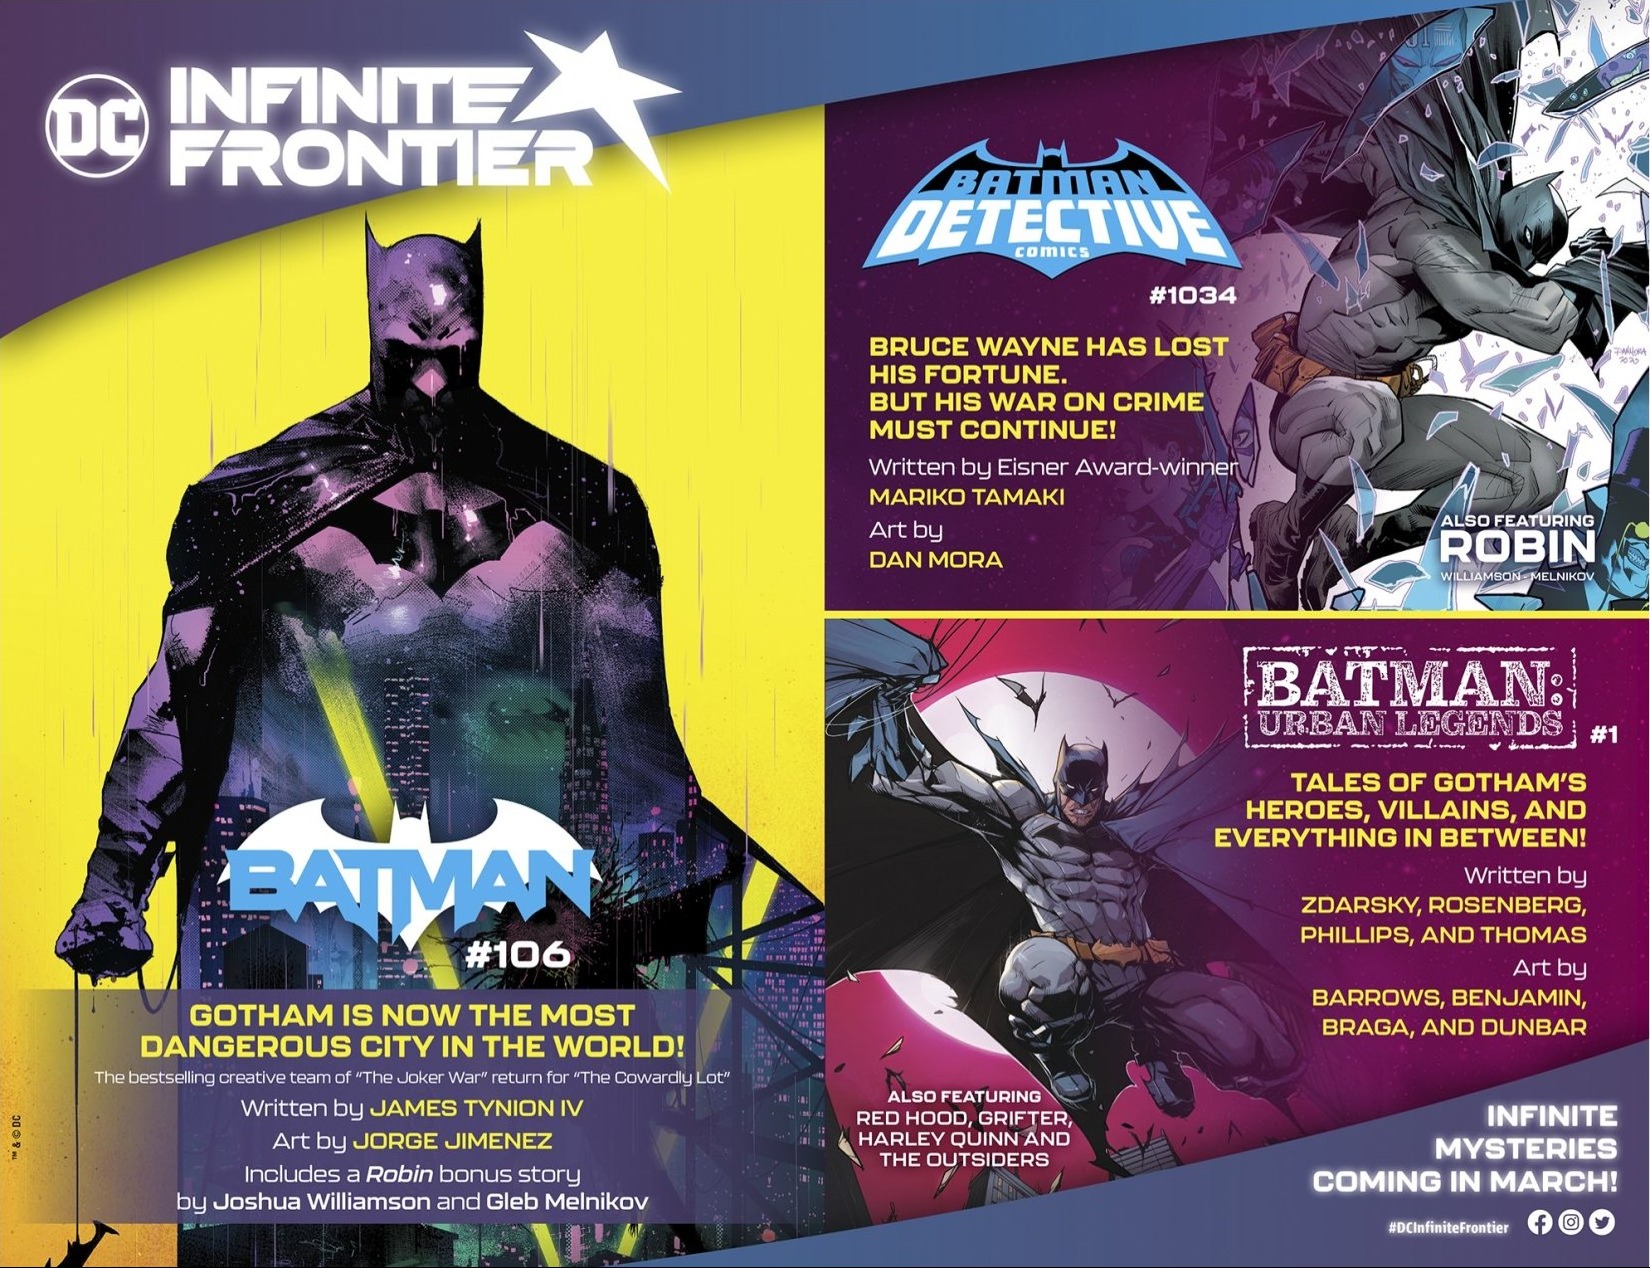 DC
INFINITE
FRONTIER
BATMAN
#106
GOTHAM IS NOW THE MOST
DANGEROUS CITY IN THE WORLD!
The bestselling creative team of “The Joker War” return for “The Cowardly Lot”
Written by JAMES TYNION IV
Art by JORGE JIMENEZ
Includes a Robin bonus story
by Joshua Williamson and Gleb Melnikov
™ & © DC
BATMAN
DETECTIVE
COMICS
#1034
BRUCE WAYNE HAS LOST
HIS FORTUNE.
BUT HIS WAR ON CRIME
MUST CONTINUE!
Written by Eisner Award-winner
MARIKO TAMAKI
Art by
DAN MORA
ALSO FEATURING
ROBIN
WILLIAMSON • MELNIKOV
BATMAN:
URBAN LEGENDS
#1
TALES OF GOTHAM’S
HEROES, VILLAINS, AND
EVERYTHING IN BETWEEN!
Written by
ZDARSKY, ROSENBERG,
PHILLIPS, AND THOMAS
Art by
BARROWS, BENJAMIN,
BRAGA, AND DUNBAR
ALSO FEATURING
RED HOOD, GRIFTER,
HARLEY QUINN AND
THE OUTSIDERS
INFINITE
MYSTERIES
COMING IN MARCH!
#DCInfiniteFrontier